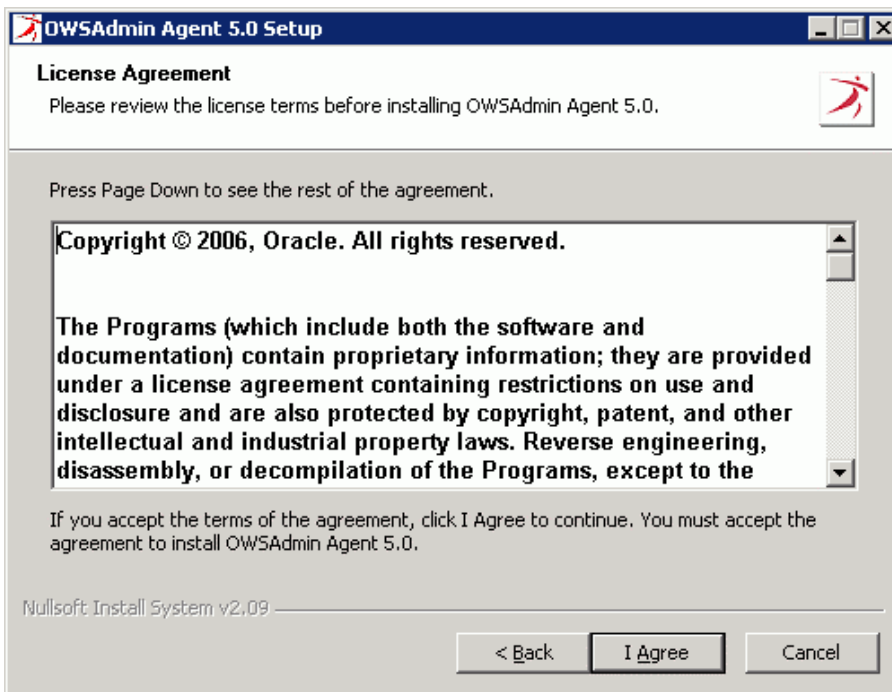 OWSAdmin Agent 5.0 Setup
License Agreement
Please review the license terms before installing OWSAdmin Agent 5.0.
Press Page Down to see the rest of the agreement.
Copyright © 2006, Oracle. All rights reserved.
The Programs (which include both the software and
documentation) contain proprietary information; they are provided
under a license agreement containing restrictions on use and
disclosure and are also protected by copyright, patent, and other
intellectual and industrial property laws. Reverse engineering,
disassembly, or decompilation of the Programs, except to the
If you accept the terms of the agreement, click I Agree to continue. You must accept the
agreement to install OWSAdmin Agent 5.0.
Nullsoft Install System v2.09
< Back
I Agree
Cancel